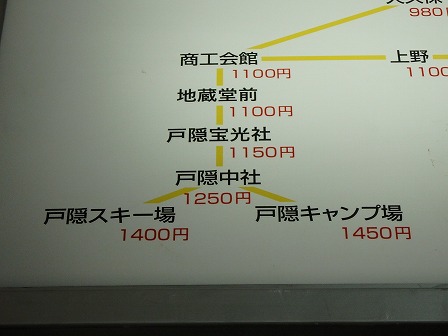 980
商工会館
1100円
上野
1100
地蔵堂前
1100円
戸隠宝光社
1150円
戸隠中社
1250円
戸隠スキー場
1400円
戸隠キャンプ場
1450円